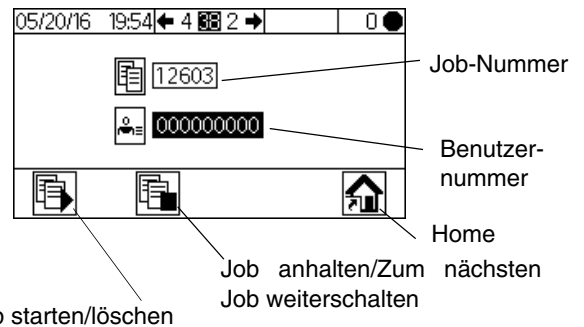 05/20/16 19:54 ← 4 38 2 → 0
12603
Job-Nummer
000000000
Benutzer-
nummer
Home
Job anhalten/Zum nächsten
Job weiterschalten
starten/löschen